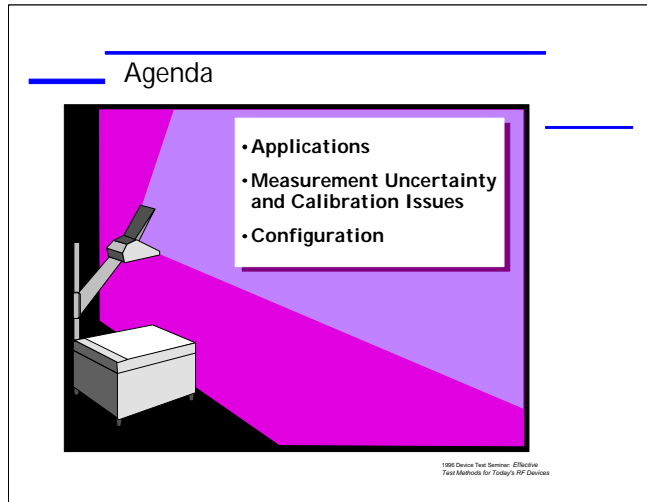 Agenda
•Applications
•Measurement Uncertainty
and Calibration Issues
•Configuration
1996 Device Test Seminar: Effective
Test Methods for Today's RF Devices